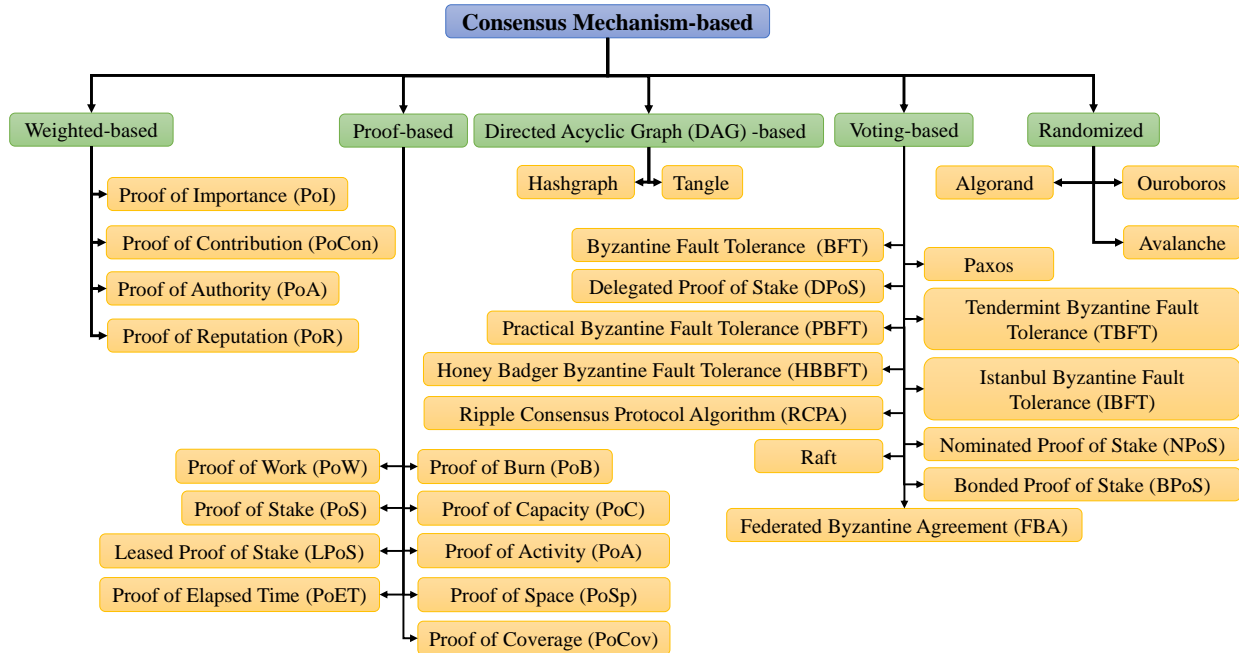 Consensus Mechanism-based
Weighted-based
Proof-based
Directed Acyclic Graph (DAG) -based
Voting-based
Randomized
Proof of Importance (PoI)
Proof of Contribution (PoCon)
Proof of Authority (PoA)
Proof of Reputation (PoR)
Proof of Work (PoW)
Proof of Burn (PoB)
Proof of Stake (PoS)
Proof of Capacity (PoC)
Leased Proof of Stake (LPoS)
Proof of Activity (PoA)
Proof of Elapsed Time (PoET)
Proof of Space (PoSp)
Proof of Coverage (PoCov)
Hashgraph
Tangle
Byzantine Fault Tolerance (BFT)
Paxos
Delegated Proof of Stake (DPoS)
Tendermint Byzantine Fault
Tolerance (TBFT)
Practical Byzantine Fault Tolerance (PBFT)
Honey Badger Byzantine Fault Tolerance (HBBFT)
Istanbul Byzantine Fault
Tolerance (IBFT)
Ripple Consensus Protocol Algorithm (RCPA)
Nominated Proof of Stake (NPoS)
Raft
Bonded Proof of Stake (BPoS)
Federated Byzantine Agreement (FBA)
Algorand
Ouroboros
Avalanche